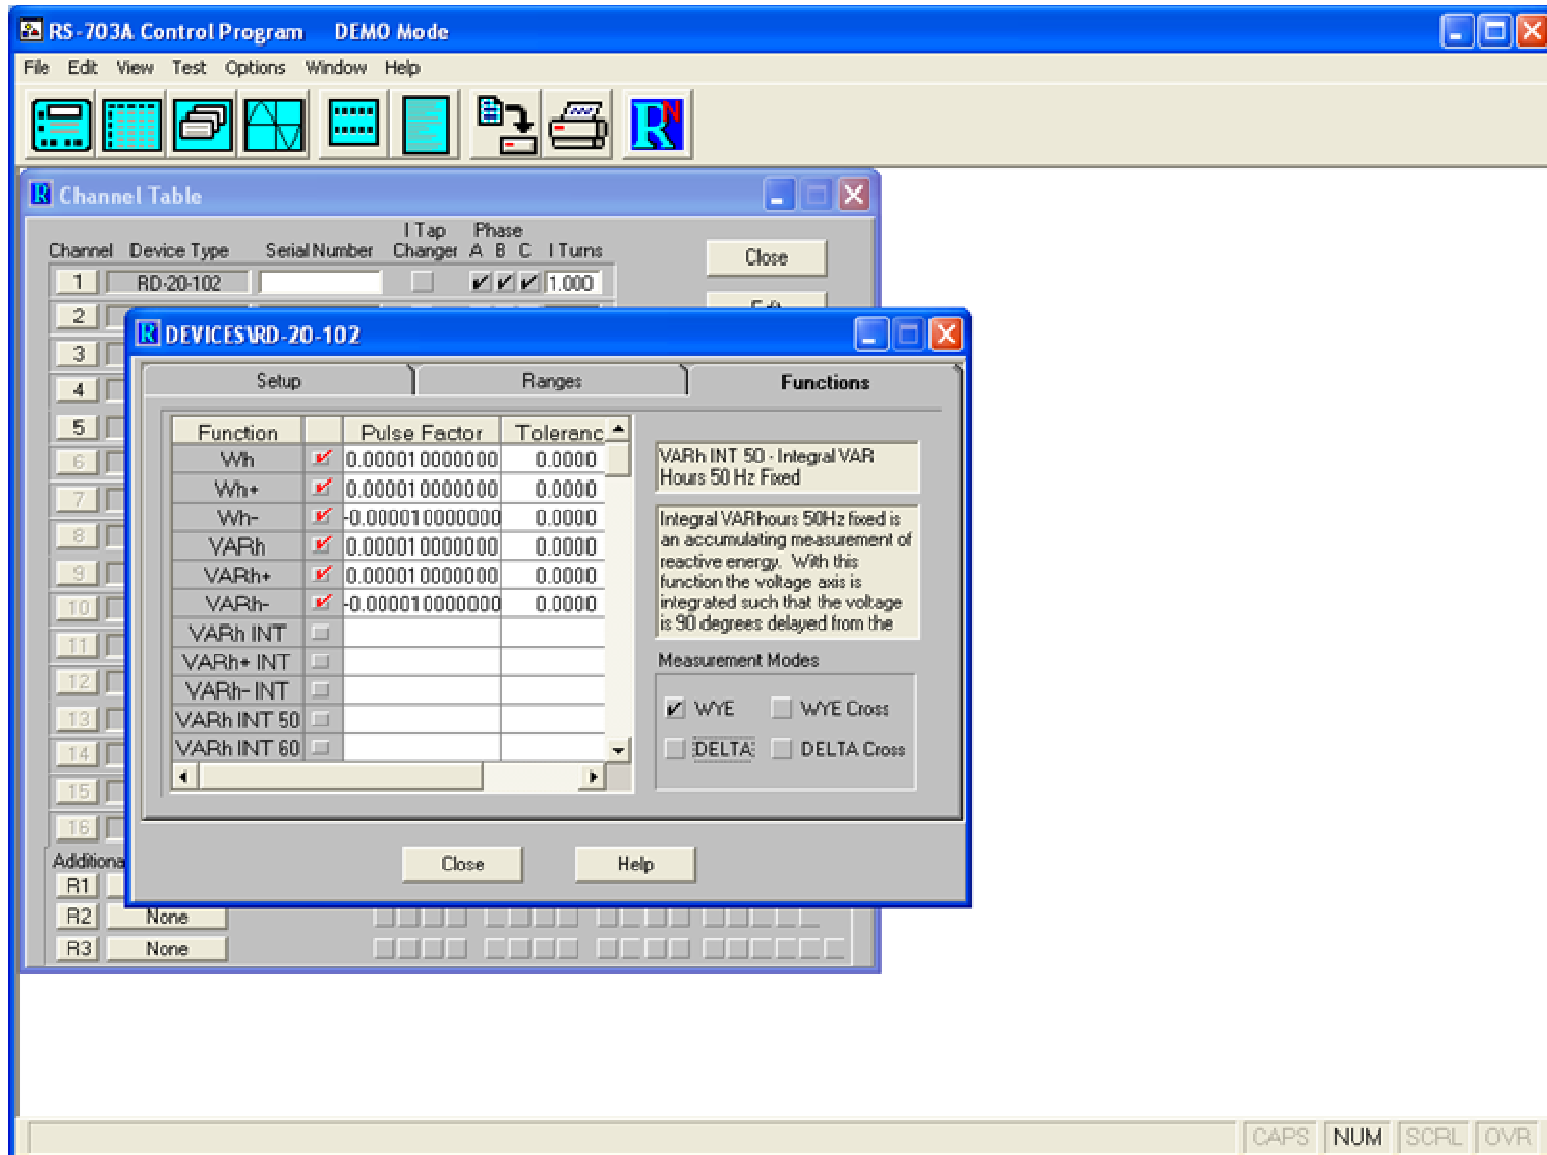 RS-703A Control Program DEMO Mode
File Edit View Test Options Window Help
RN
R Channel Table
I Tap Phase
Channel Device Type Serial Number Changer A B C I Turns
Close
1 RD-20-102 1.000
2
3
4
5
6
7
8
9
10
11
12
13
14
15
16
R DEVICES\RD-20-102
Setup Ranges Functions
Function Pulse Factor Toleranc
Wh 0.00001 0000000 0.0000
Wh+ 0.00001 0000000 0.0000
Wh- -0.00001 0000000 0.0000
VARh 0.00001 0000000 0.0000
VARh+ 0.00001 0000000 0.0000
VARh- -0.00001 0000000 0.0000
VARh INT
VARh+ INT
VARh- INT
VARh INT 50
VARh INT 60
VARh INT 50 - Integral VAR
Hours 50 Hz Fixed
Integral VARhours 50Hz fixed is
an accumulating measurement of
reactive energy. With this
function the voltage axis is
integrated such that the voltage
is 90 degrees delayed from the
Measurement Modes
WYE WYE Cross
DELTA DELTA Cross
Close Help
Additiona
R1
R2 None
R3 None
CAPS NUM SCRL OVR